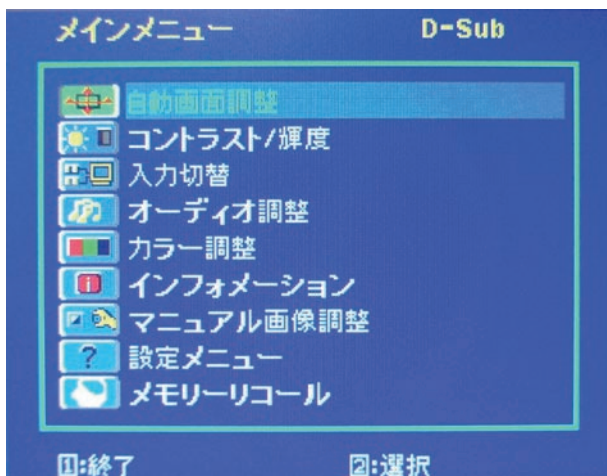 メインメニュー D-Sub
自動画面調整
コントラスト/輝度
入力切替
オーディオ調整
カラー調整
インフォメーション
マニュアル画像調整
設定メニュー
メモリーリコール
1:終了 2:選択